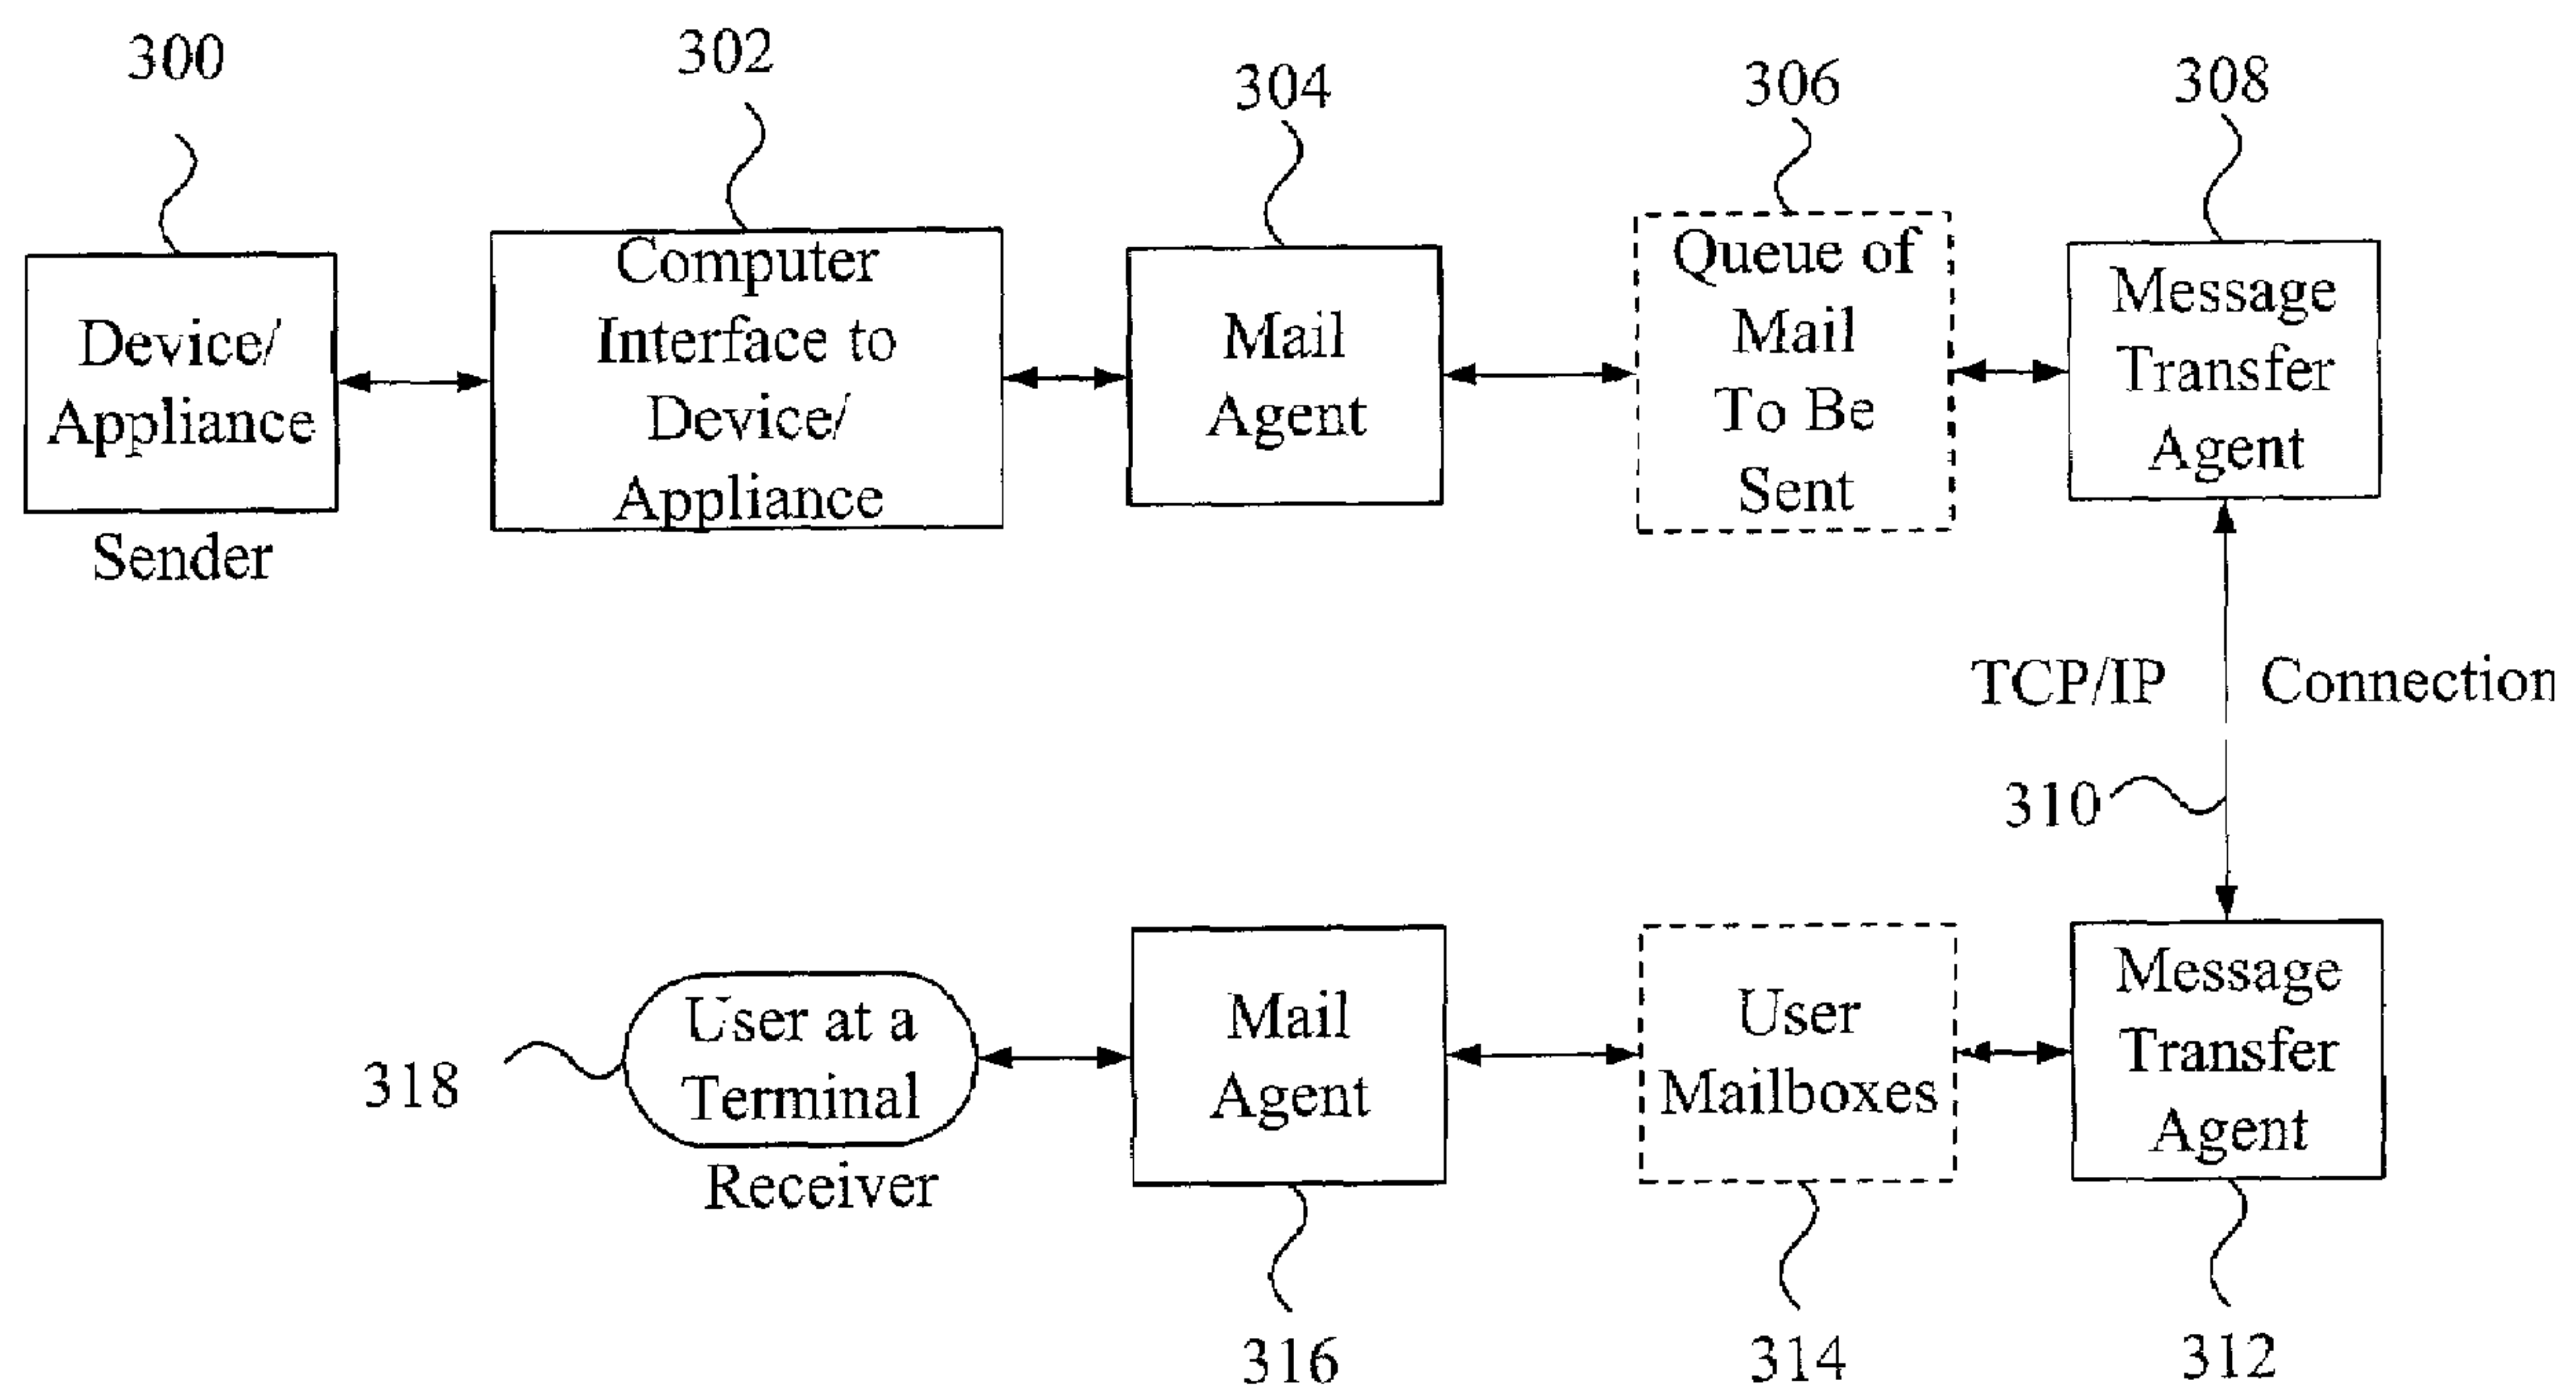 300
302
304
306
308
Device/
Appliance
Sender
Computer
Interface to
Device/
Appliance
Mail
Agent
Queue of
Mail
To Be
Sent
Message
Transfer
Agent
TCP/IP Connection
310
318
User at a
Terminal
Receiver
Mail
Agent
User
Mailboxes
Message
Transfer
Agent
316
314
312